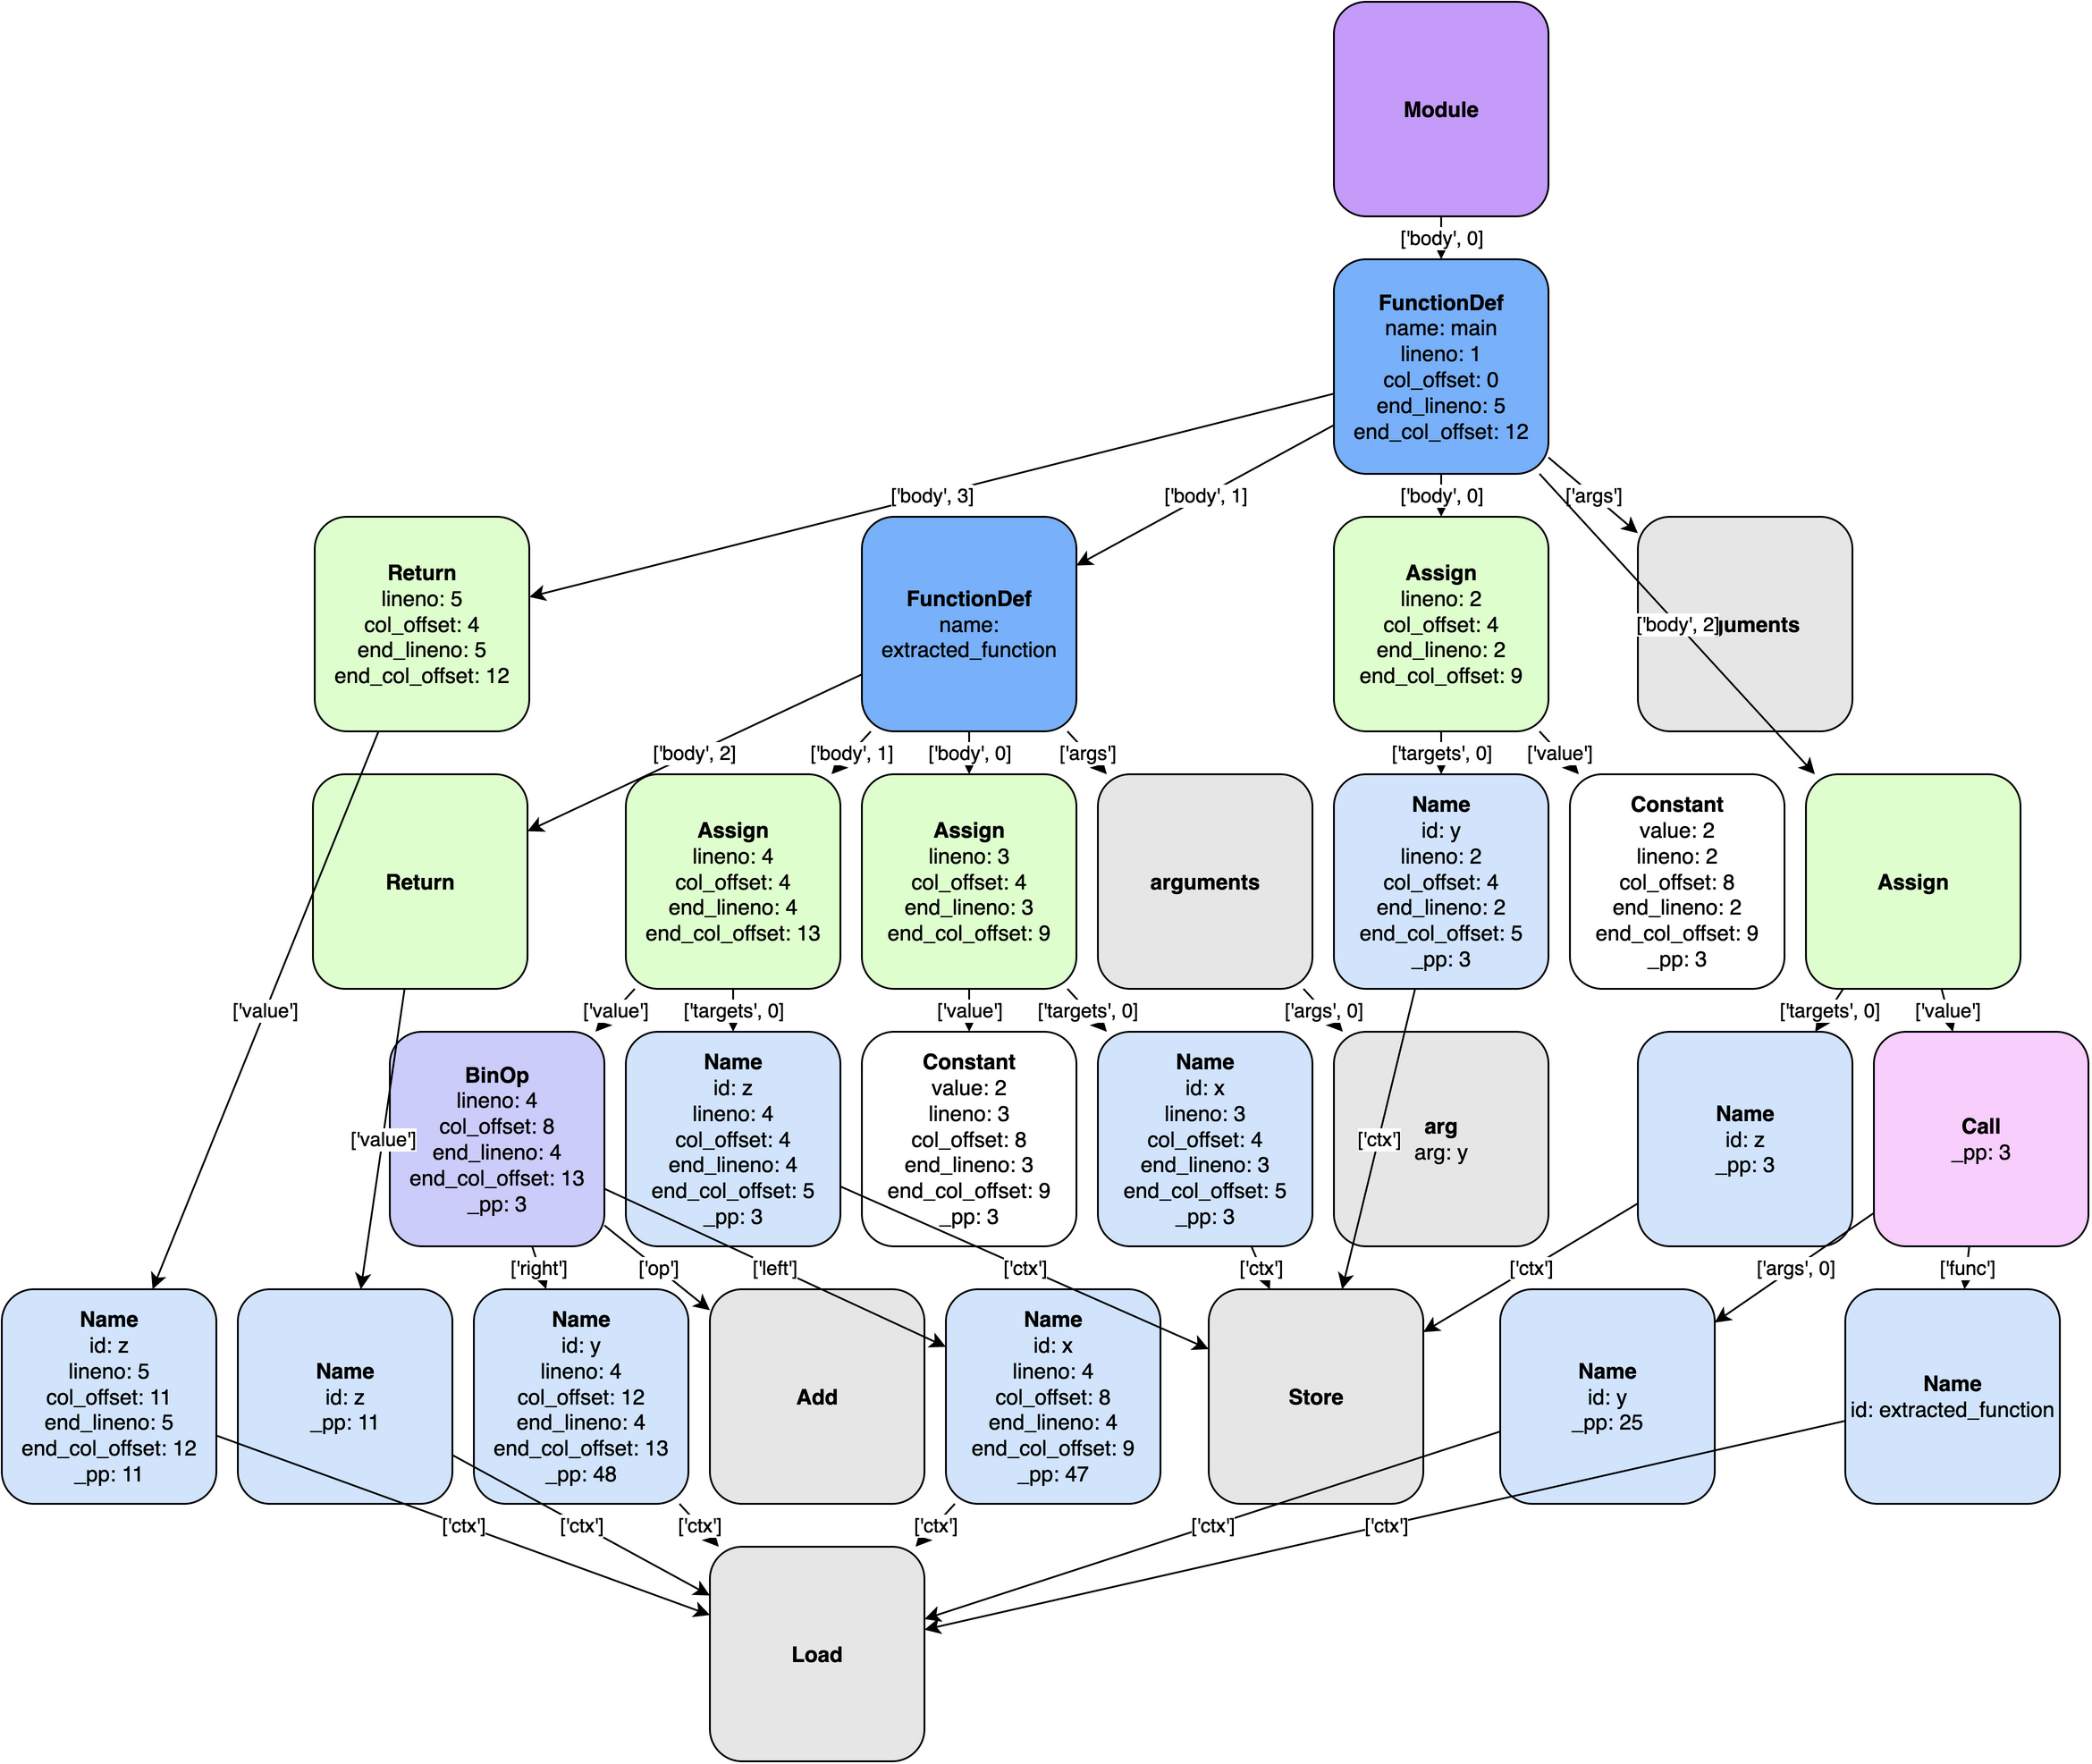 Module
['body', 0]
FunctionDef
name: main
lineno: 1
col_offset: 0
end_lineno: 5
end_col_offset: 12
['body', 3]
['body', 1]
['body', 0]
['args']
Return
lineno: 5
col_offset: 4
end_lineno: 5
end_col_offset: 12
FunctionDef
name:
extracted_function
Assign
lineno: 2
col_offset: 4
end_lineno: 2
end_col_offset: 9
['body', 2]
['body', 2]
['body', 1]
['body', 0]
['args']
['targets', 0]
['value']
Return
Assign
lineno: 4
col_offset: 4
end_lineno: 4
end_col_offset: 13
Assign
lineno: 3
col_offset: 4
end_lineno: 3
end_col_offset: 9
arguments
Name
id: y
lineno: 2
col_offset: 4
end_lineno: 2
end_col_offset: 5
_pp: 3
Constant
value: 2
lineno: 2
col_offset: 8
end_lineno: 2
end_col_offset: 9
_pp: 3
Assign
['value']
['value']
['targets', 0]
['value']
['targets', 0]
['args', 0]
['targets', 0]
['value']
['value']
BinOp
lineno: 4
col_offset: 8
end_lineno: 4
end_col_offset: 13
_pp: 3
Name
id: z
lineno: 4
col_offset: 4
end_lineno: 4
end_col_offset: 5
_pp: 3
Constant
value: 2
lineno: 3
col_offset: 8
end_lineno: 3
end_col_offset: 9
_pp: 3
Name
id: x
lineno: 3
col_offset: 4
end_lineno: 3
end_col_offset: 5
_pp: 3
['ctx']
arg
arg: y
Name
id: z
_pp: 3
Call
_pp: 3
['right']
['op']
['left']
['ctx']
['ctx']
['ctx']
['args', 0]
['func']
Name
id: z
lineno: 5
col_offset: 11
end_lineno: 5
end_col_offset: 12
_pp: 11
Name
id: z
_pp: 11
Name
id: y
lineno: 4
col_offset: 12
end_lineno: 4
end_col_offset: 13
_pp: 48
Add
Name
id: x
lineno: 4
col_offset: 8
end_lineno: 4
end_col_offset: 9
_pp: 47
Store
Name
id: y
_pp: 25
Name
id: extracted_function
['ctx']
['ctx']
['ctx']
['ctx']
['ctx']
['ctx']
Load